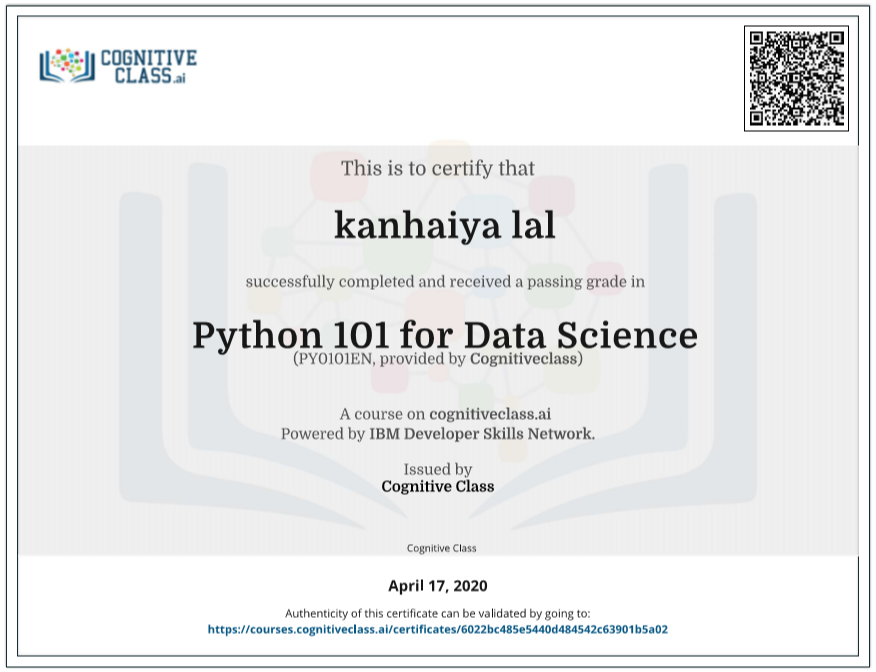 COGNITIVE
CLASS.ai
This is to certify that
kanhaiya lal
successfully completed and received a passing grade in
Python 101 for Data Science
(PY0101EN, provided by Cognitiveclass)
A course on cognitiveclass.ai
Powered by IBM Developer Skills Network.
Issued by
Cognitive Class
Cognitive Class
April 17, 2020
Authenticity of this certificate can be validated by going to:
https://courses.cognitiveclass.ai/certificates/6022bc485e5440d484542c63901b5a02